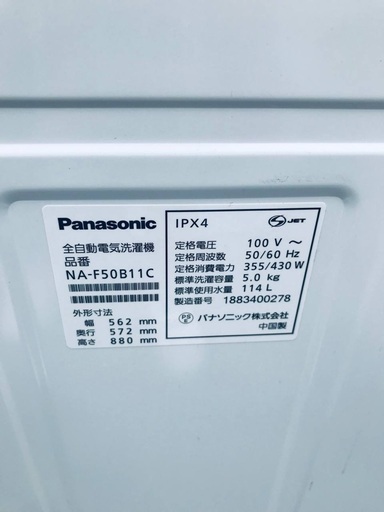 Panasonic
全自動電気洗濯機
品番
NA-F50B11C
外形寸法
幅 562 mm
奥行 572 mm
高さ 880 mm
IPX4
S JET
定格電圧 100 V ～
定格周波数 50/60 Hz
定格消費電力 355/430 W
標準洗濯容量 5.0 kg
標準使用水量 114 L
製造番号 1883400278
PS E パナソニック株式会社
中国製